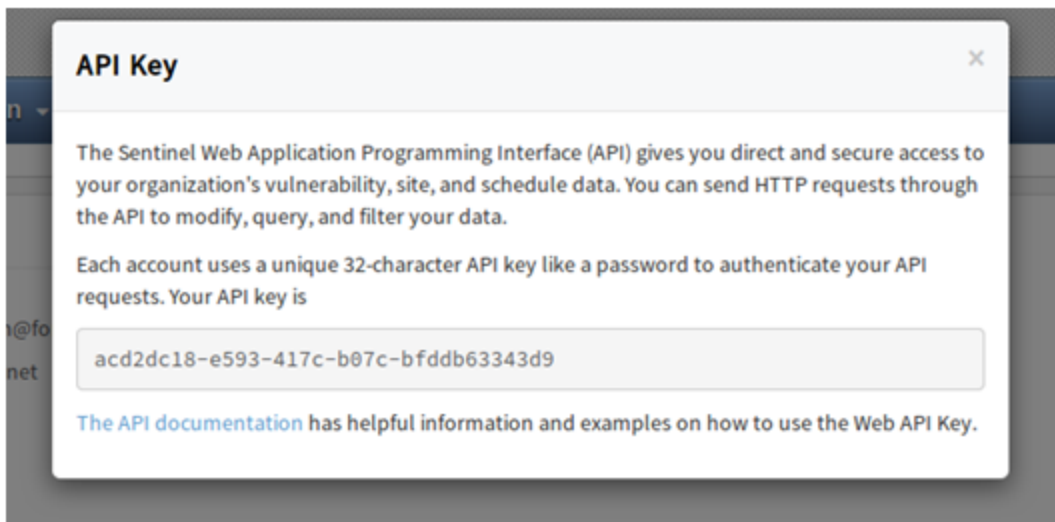 API Key
×
n
The Sentinel Web Application Programming Interface (API) gives you direct and secure access to
your organization's vulnerability, site, and schedule data. You can send HTTP requests through
the API to modify, query, and filter your data.
Each account uses a unique 32-character API key like a password to authenticate your API
requests. Your API key is
@fo
acd2dc18-e593-417c-b07c-bfddb63343d9
net
The API documentation has helpful information and examples on how to use the Web API Key.